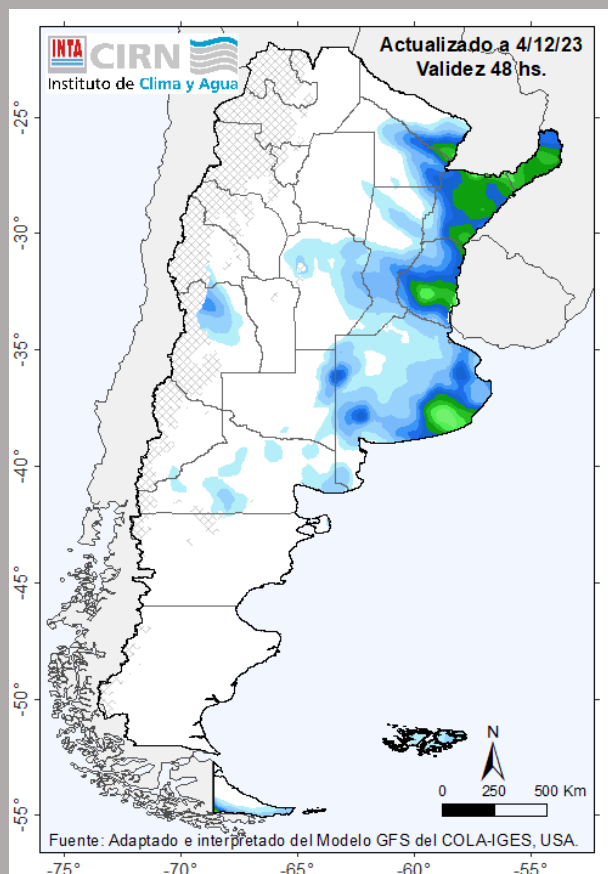 INTA CIRN
Instituto de Clima y Agua
Actualizado a 4/12/23
Validez 48 hs.
-25°
-30°
-35°
-40°
-45°
-50°
-55°
N
0 250 500 Km
Fuente: Adaptado e interpretado del Modelo GFS del COLA-IGES, USA.
-75° -70° -65° -60° -55°